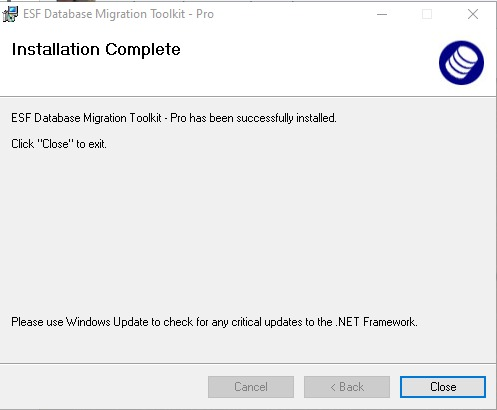 ESF Database Migration Toolkit - Pro
Installation Complete
ESF Database Migration Toolkit - Pro has been successfully installed.
Click "Close" to exit.
Please use Windows Update to check for any critical updates to the .NET Framework.
Cancel
< Back
Close